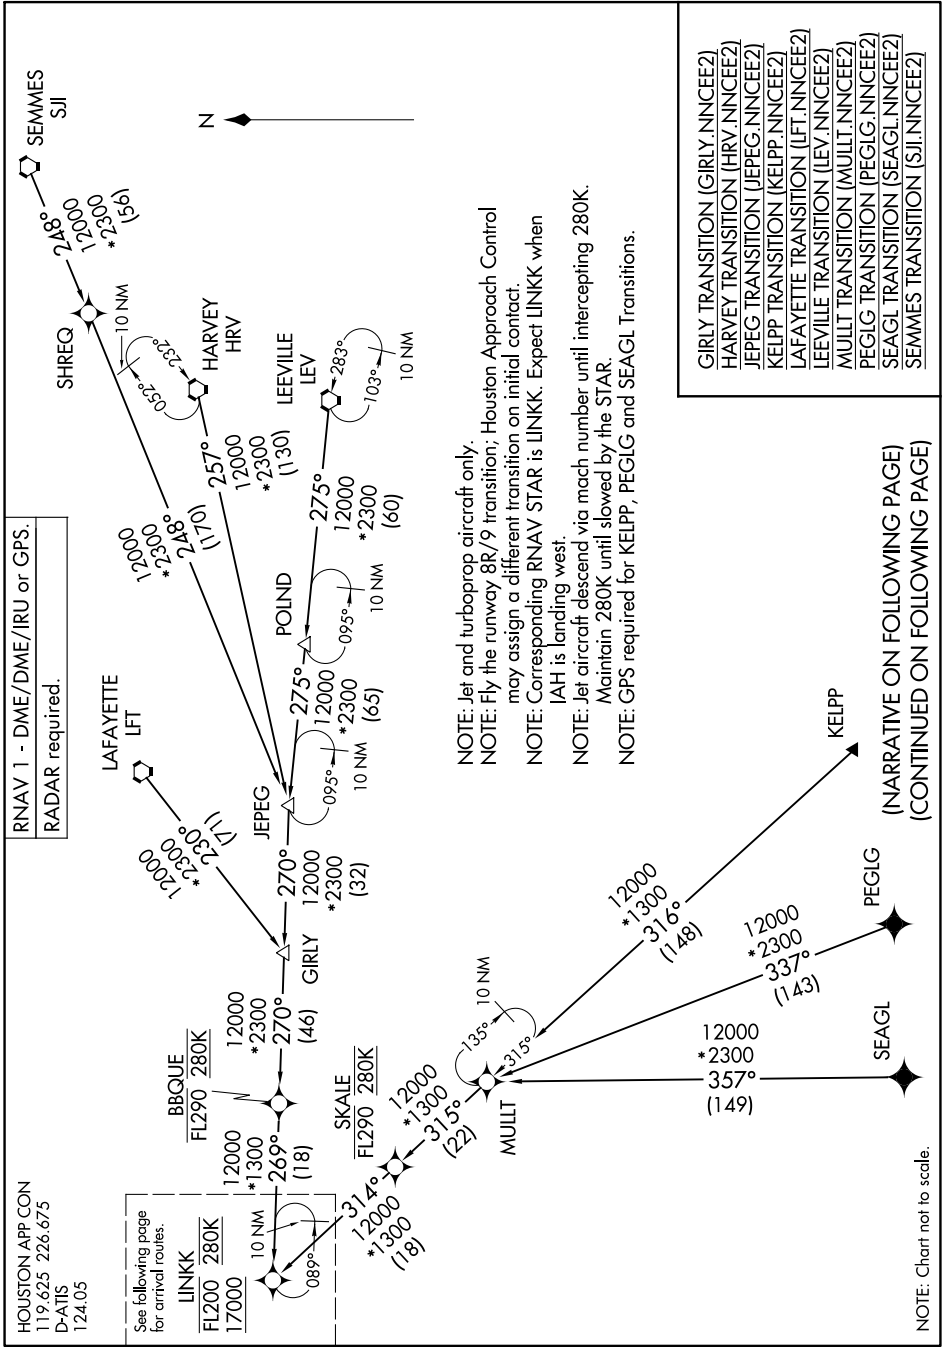 RNAV 1 - DME/DME/IRU or GPS.
RADAR required.
HOUSTON APP CON
119.625 226.675
D-ATIS
124.05
See following page
for arrival routes.
LINKK
FL200 280K
17000
10 NM
089°
12000
*1300
269°
(18)
BBQUE
FL290 280K
12000
*2300
270°
(46)
GIRLY
12000
*2300
230°
(71)
LAFAYETTE
LFT
270°
12000
*2300
(32)
JEPEG
095°
10 NM
275°
12000
*2300
(65)
POLND
095°
10 NM
275°
12000
*2300
(60)
LEEVILLE
LEV
283°
103°
10 NM
12000
*2300
248°
(170)
257°
12000
*2300
(130)
HARVEY
HRV
232°
052°
10 NM
SHREQ
248°
12000
*2300
(56)
SEMMES
SJI
N
314°
12000
*1300
(18)
SKALE
FL290 280K
12000
*1300
315°
(22)
MULLT
135°
315°
10 NM
12000
*1300
316°
(148)
KELPP
12000
*2300
337°
(143)
PEGLG
12000
*2300
357°
(149)
SEAGL
NOTE: Jet and turboprop aircraft only.
NOTE: Fly the runway 8R/9 transition; Houston Approach Control
may assign a different transition on initial contact.
NOTE: Corresponding RNAV STAR is LINKK. Expect LINKK when
IAH is landing west.
NOTE: Jet aircraft descend via mach number until intercepting 280K.
Maintain 280K until slowed by the STAR.
NOTE: GPS required for KELPP, PEGLG and SEAGL Transitions.
GIRLY TRANSITION (GIRLY.NNCEE2)
HARVEY TRANSITION (HRV.NNCEE2)
JEPEG TRANSITION (JEPEG.NNCEE2)
KELPP TRANSITION (KELPP.NNCEE2)
LAFAYETTE TRANSITION (LFT.NNCEE2)
LEEVILLE TRANSITION (LEV.NNCEE2)
MULLT TRANSITION (MULLT.NNCEE2)
PEGLG TRANSITION (PEGLG.NNCEE2)
SEAGL TRANSITION (SEAGL.NNCEE2)
SEMMES TRANSITION (SJI.NNCEE2)
(NARRATIVE ON FOLLOWING PAGE)
(CONTINUED ON FOLLOWING PAGE)
NOTE: Chart not to scale.